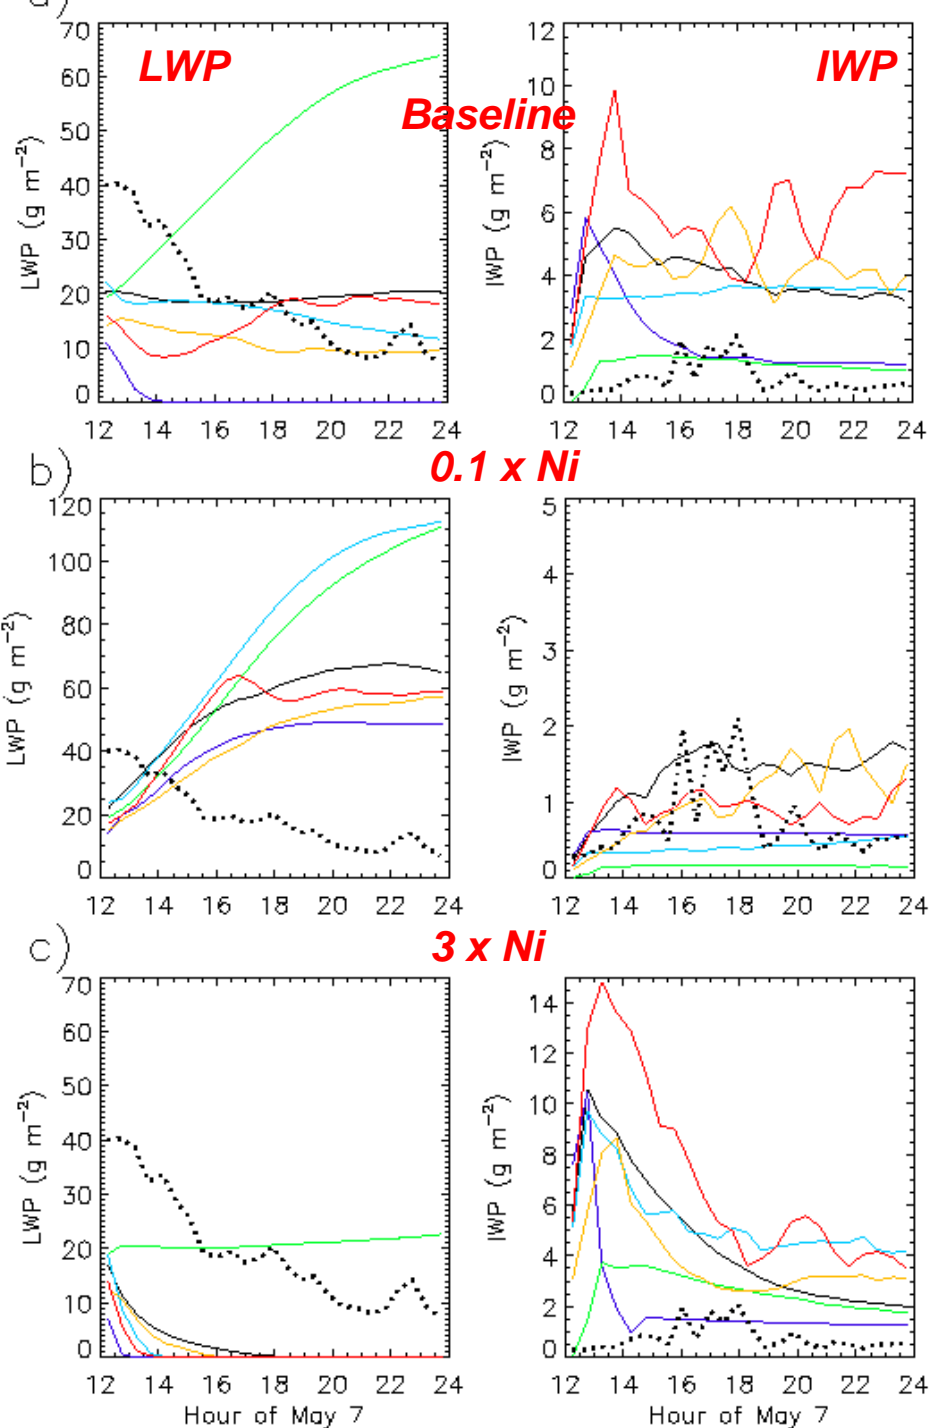 a)
LWP
IWP
Baseline
70
60
50
40
30
20
10
0
LWP (g m⁻²)
12 14 16 18 20 22 24
12
10
8
6
4
2
0
IWP (g m⁻²)
12 14 16 18 20 22 24
b)
0.1 x Ni
120
100
80
60
40
20
0
LWP (g m⁻²)
12 14 16 18 20 22 24
5
4
3
2
1
0
IWP (g m⁻²)
12 14 16 18 20 22 24
c)
3 x Ni
70
60
50
40
30
20
10
0
LWP (g m⁻²)
12 14 16 18 20 22 24
Hour of May 7
14
12
10
8
6
4
2
0
IWP (g m⁻²)
12 14 16 18 20 22 24
Hour of May 7